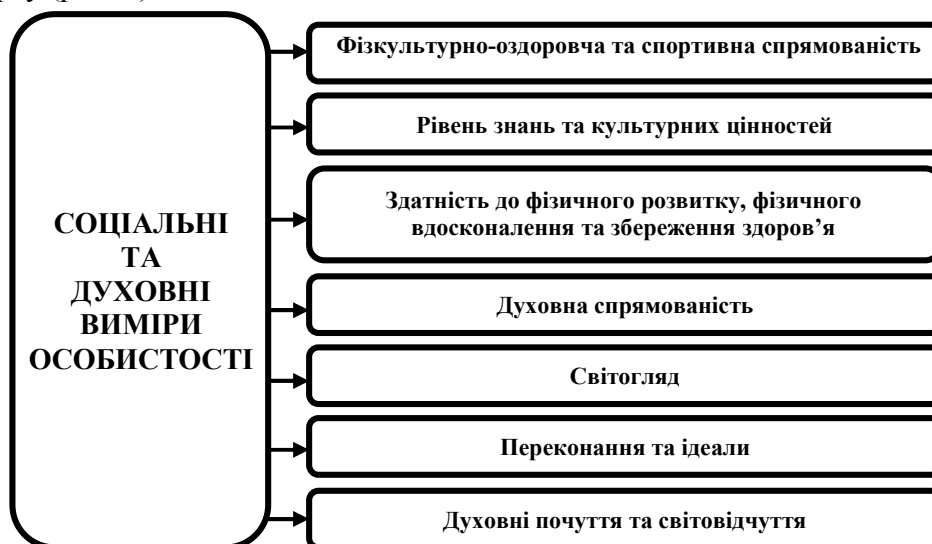 СОЦІАЛЬНІ
ТА
ДУХОВНІ
ВИМІРИ
ОСОБИСТОСТІ
Фізкультурно-оздоровча та спортивна спрямованість
Рівень знань та культурних цінностей
Здатність до фізичного розвитку, фізичного
вдосконалення та збереження здоров’я
Духовна спрямованість
Світогляд
Переконання та ідеали
Духовні почуття та світовідчуття